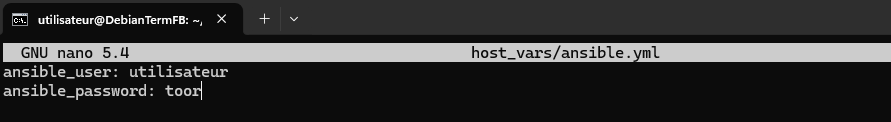 utilisateur@DebianTermFB: ~,
GNU nano 5.4 host_vars/ansible.yml
ansible_user: utilisateur
ansible_password: toor